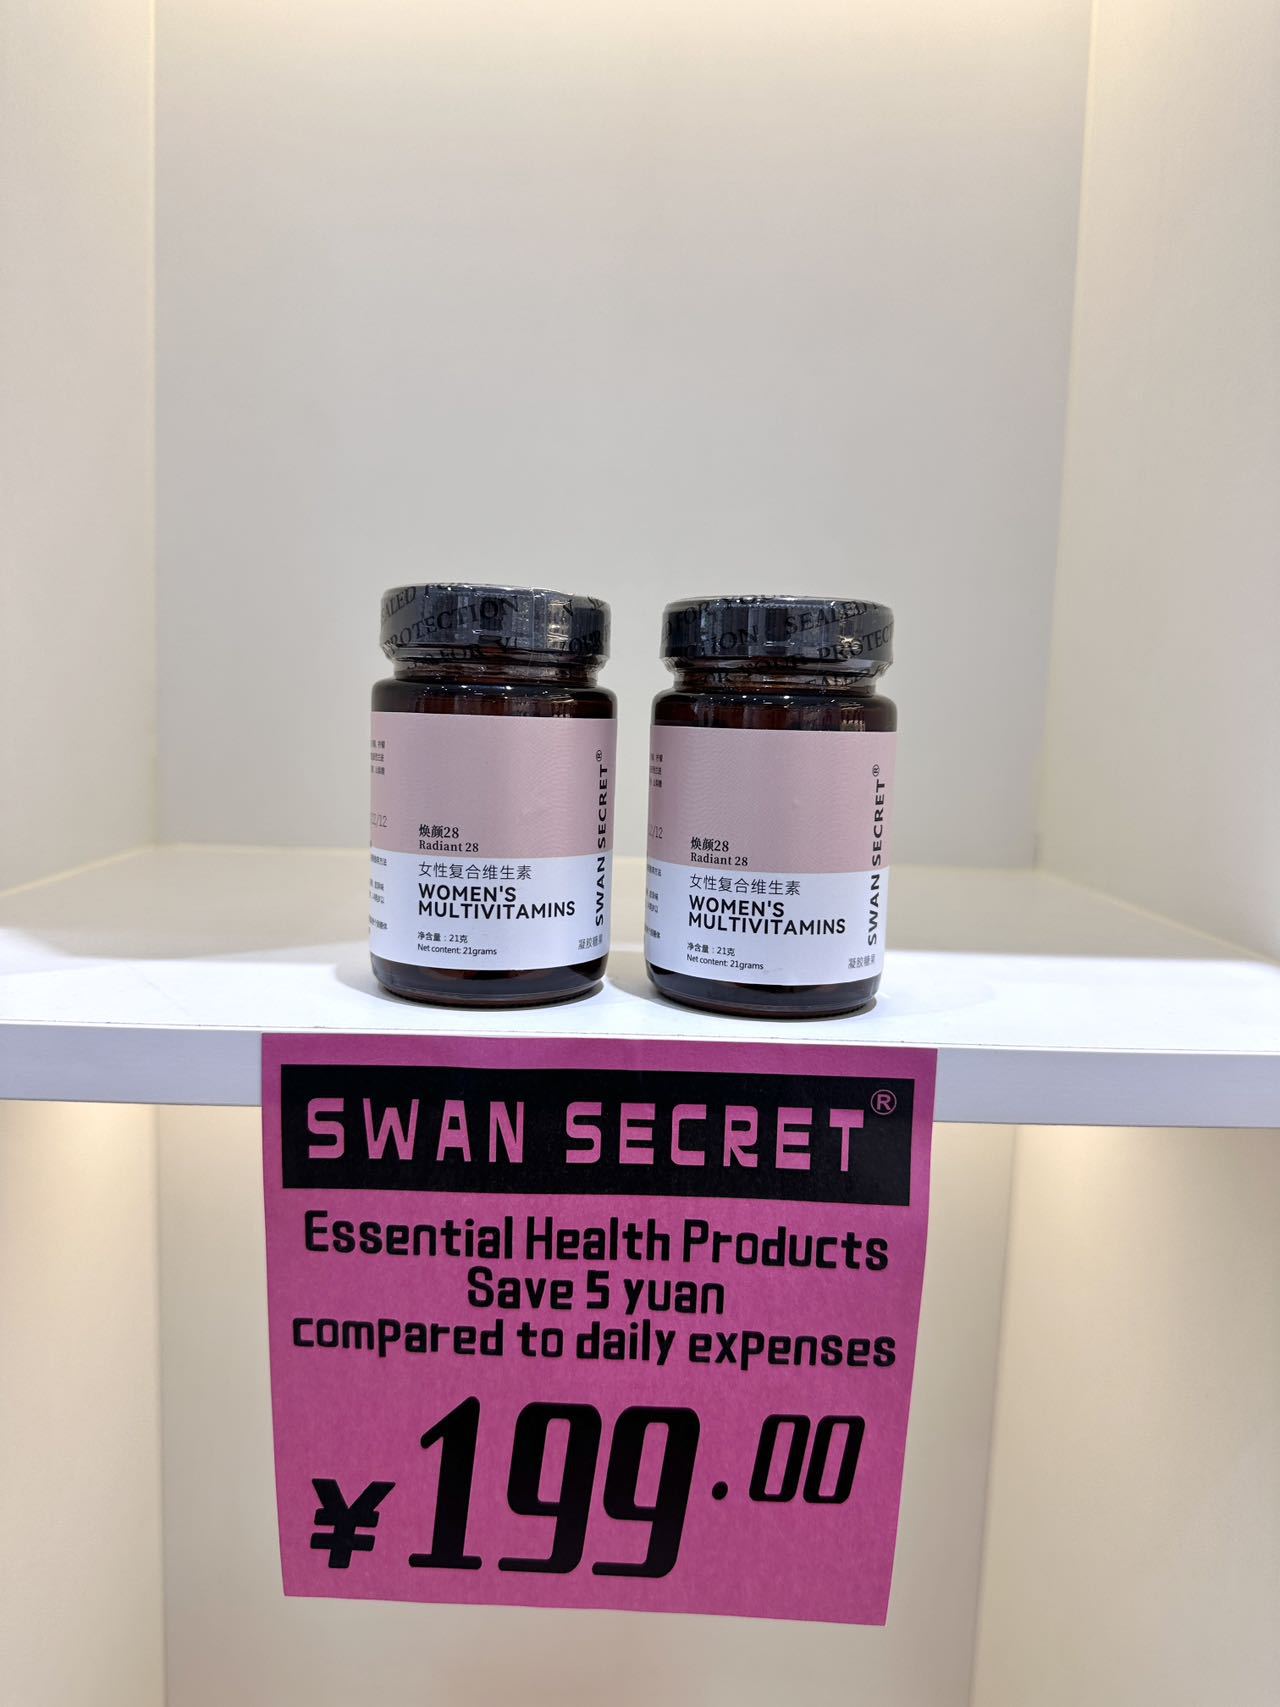 SEALED FOR
PROTECTION
焕颜28
Radiant 28
女性复合维生素
WOMEN'S
MULTIVITAMINS
净含量：21克
Net content: 21grams
凝胶糖果
SWAN SECRET®
SEALED
PROTEC
焕颜28
Radiant 28
女性复合维生素
WOMEN'S
MULTIVITAMINS
净含量：21克
Net content: 21grams
凝胶糖果
SWAN SECRET®
SWAN SECRET®
Essential Health Products
Save 5 yuan
compared to daily expenses
¥199.00